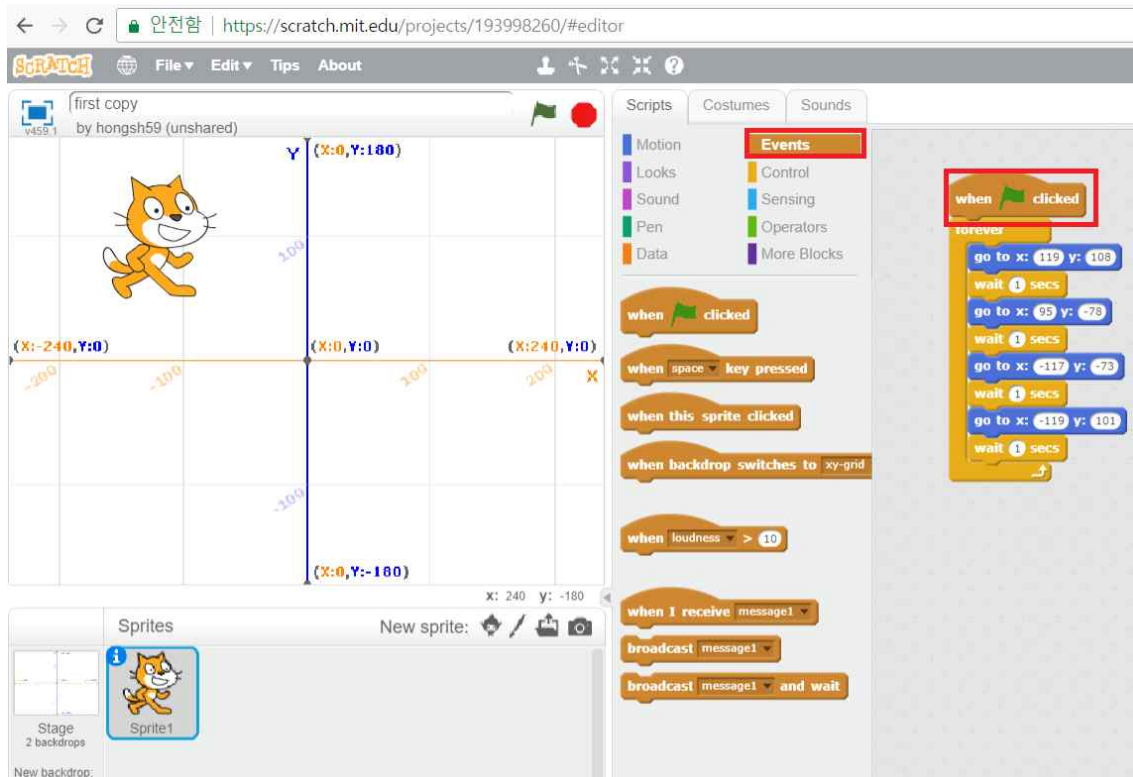 안전함 | https://scratch.mit.edu/projects/193998260/#editor
SCRATCH File Edit Tips About
first copy
v459.1 by hongsh59 (unshared)
Y (X:0,Y:180)
100
(X:-240,Y:0) (X:0,Y:0) (X:240,Y:0)
-200 -100 100 200 X
-100
(X:0,Y:-180)
x: 240 y: -180
Sprites New sprite:
Stage
2 backdrops
Sprite1
New backdrop:
Scripts Costumes Sounds
Motion Events
Looks Control
Sound Sensing
Pen Operators
Data More Blocks
when clicked
when space key pressed
when this sprite clicked
when backdrop switches to xy-grid
when loudness > 10
when I receive message1
broadcast message1
broadcast message1 and wait
when clicked
forever
go to x: 119 y: 108
wait 1 secs
go to x: 95 y: -78
wait 1 secs
go to x: -117 y: -73
wait 1 secs
go to x: -119 y: 101
wait 1 secs